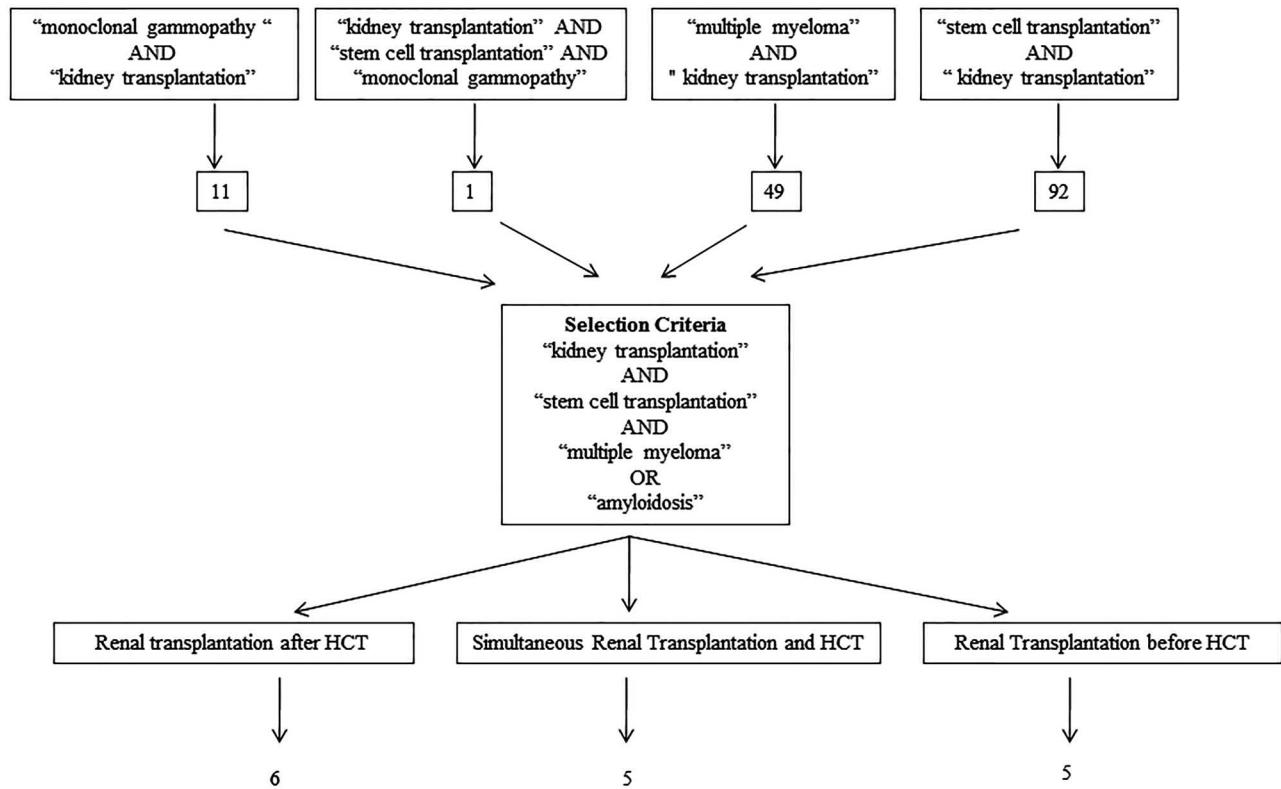 “monoclonal gammopathy “
AND
“kidney transplantation”
“kidney transplantation” AND
“stem cell transplantation” AND
“monoclonal gammopathy”
“multiple myeloma”
AND
" kidney transplantation”
“stem cell transplantation”
AND
“ kidney transplantation”
11
1
49
92
Selection Criteria
“kidney transplantation”
AND
“stem cell transplantation”
AND
“multiple myeloma”
OR
“amyloidosis”
Renal transplantation after HCT
Simultaneous Renal Transplantation and HCT
Renal Transplantation before HCT
6
5
5